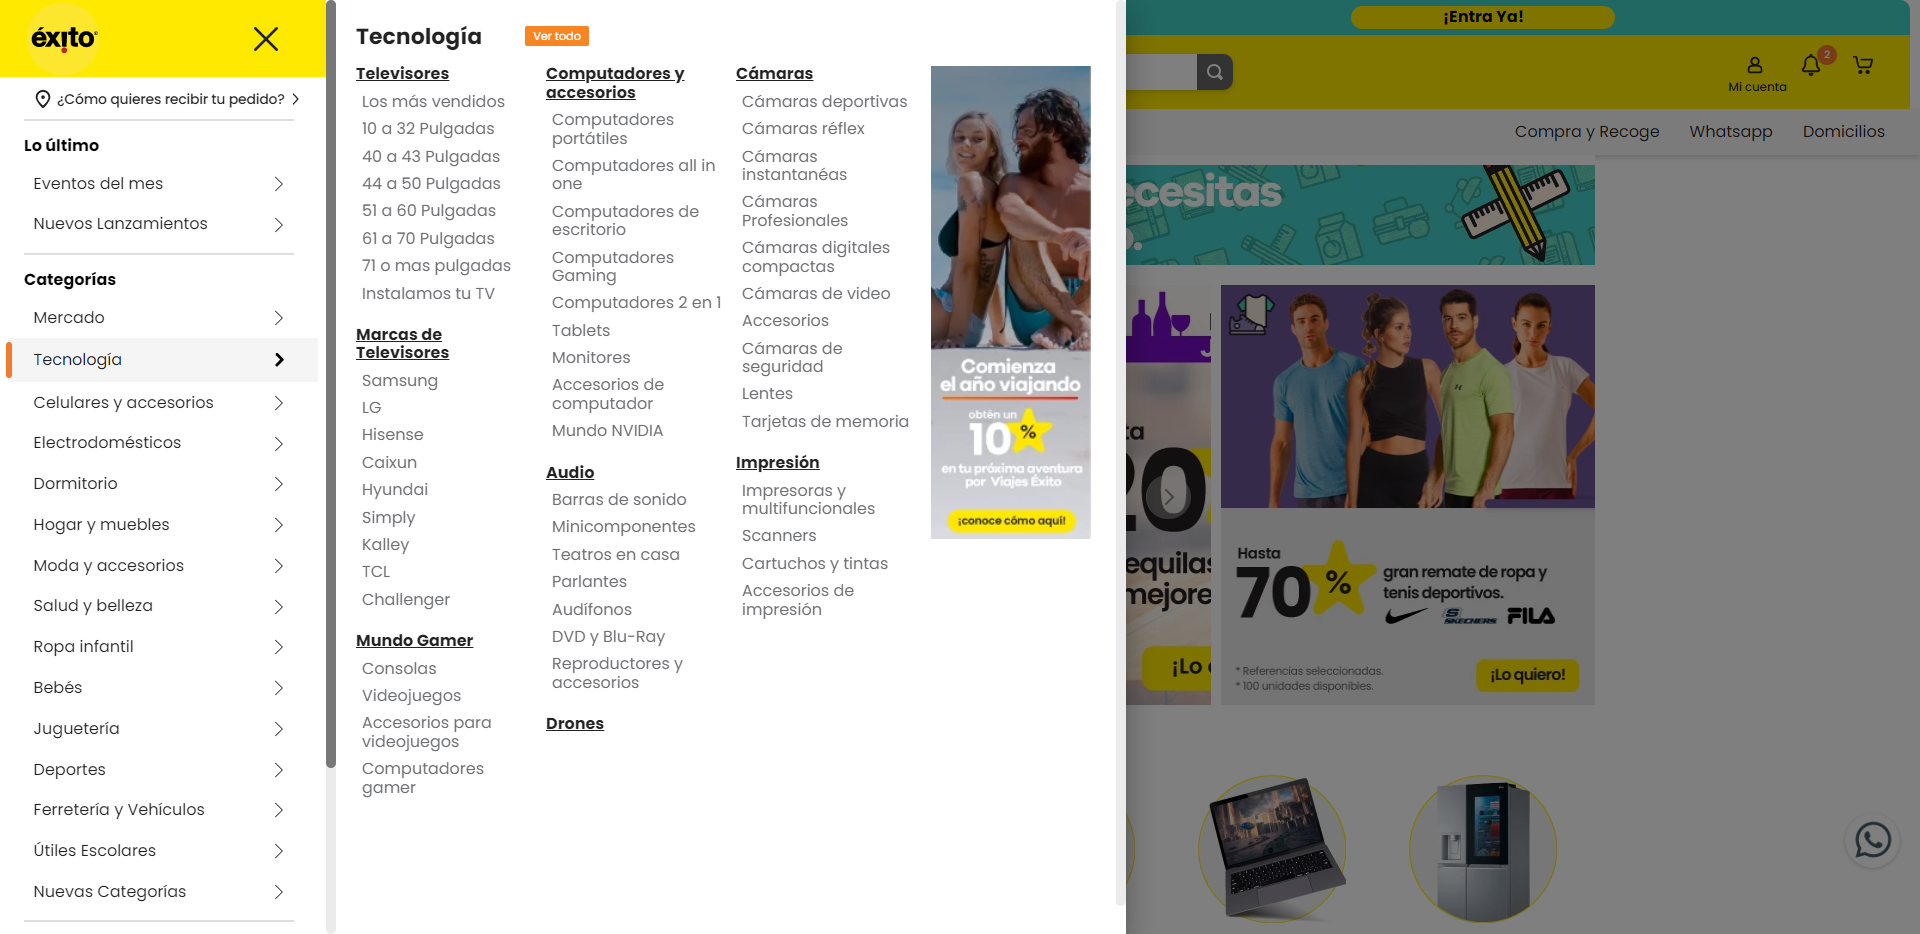 éxito
¿Cómo quieres recibir tu pedido?
Lo último
Eventos del mes
Nuevos Lanzamientos
Categorías
Mercado
Tecnología
Celulares y accesorios
Electrodomésticos
Dormitorio
Hogar y muebles
Moda y accesorios
Salud y belleza
Ropa infantil
Bebés
Juguetería
Deportes
Ferretería y Vehículos
Útiles Escolares
Nuevas Categorías
Tecnología
Ver todo
Televisores
Los más vendidos
10 a 32 Pulgadas
40 a 43 Pulgadas
44 a 50 Pulgadas
51 a 60 Pulgadas
61 a 70 Pulgadas
71 o mas pulgadas
Instalamos tu TV
Marcas de
Televisores
Samsung
LG
Hisense
Caixun
Hyundai
Simply
Kalley
TCL
Challenger
Mundo Gamer
Consolas
Videojuegos
Accesorios para
videojuegos
Computadores
gamer
Computadores y
accesorios
Computadores
portátiles
Computadores all in
one
Computadores de
escritorio
Computadores
Gaming
Computadores 2 en 1
Tablets
Monitores
Accesorios de
computador
Mundo NVIDIA
Audio
Barras de sonido
Minicomponentes
Teatros en casa
Parlantes
Audífonos
DVD y Blu-Ray
Reproductores y
accesorios
Drones
Cámaras
Cámaras deportivas
Cámaras réflex
Cámaras
instantanéas
Cámaras
Profesionales
Cámaras digitales
compactas
Cámaras de video
Accesorios
Cámaras de
seguridad
Lentes
Tarjetas de memoria
Impresión
Impresoras y
multifuncionales
Scanners
Cartuchos y tintas
Accesorios de
impresión
Comienza
el año viajando
obtén un
10 %
en tu próxima aventura
por Viajes Éxito
¡conoce cómo aquí!
¡Entra Ya!
Mi cuenta
2
Compra y Recoge
Whatsapp
Domicilios
ecesitas
o.
ta
20
equilas
mejore
¡Lo
Hasta
70 %
gran remate de ropa y
tenis deportivos.
SKECHERS FILA
* Referencias seleccionadas.
* 100 unidades disponibles.
¡Lo quiero!